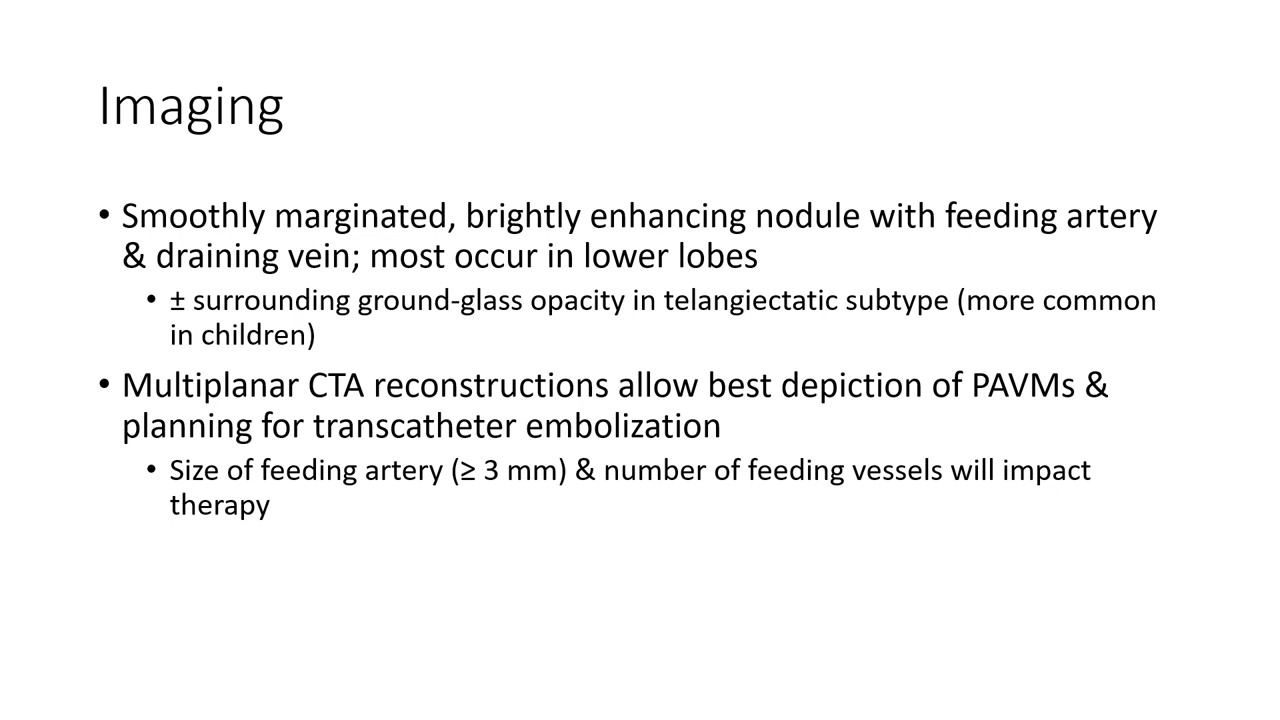 Imaging
• Smoothly marginated, brightly enhancing nodule with feeding artery
& draining vein; most occur in lower lobes
• ± surrounding ground-glass opacity in telangiectatic subtype (more common
in children)
• Multiplanar CTA reconstructions allow best depiction of PAVMs &
planning for transcatheter embolization
• Size of feeding artery (≥ 3 mm) & number of feeding vessels will impact
therapy